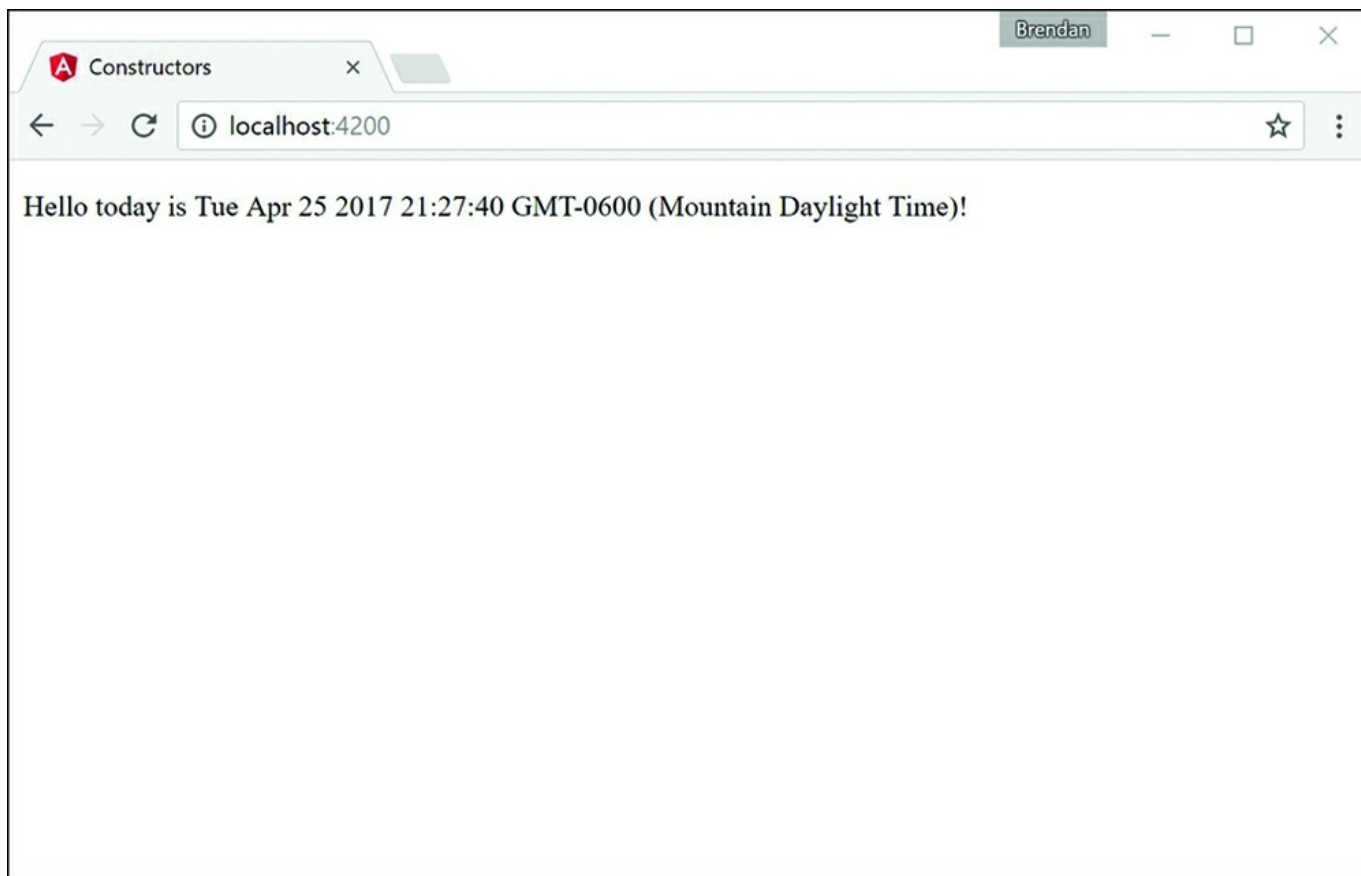 Brendan
Constructors
localhost:4200
Hello today is Tue Apr 25 2017 21:27:40 GMT-0600 (Mountain Daylight Time)!